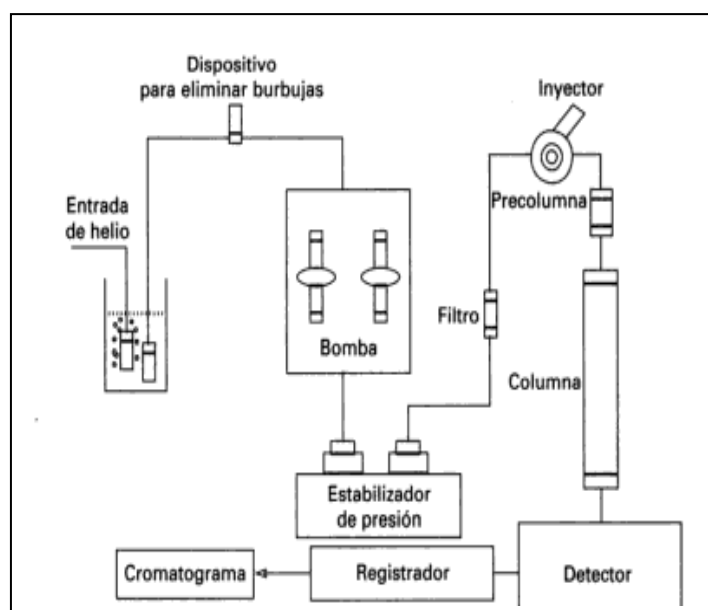 Dispositivo
para eliminar burbujas
Inyector
Entrada
de helio
Precolumna
Filtro
Bomba
Columna
Estabilizador
de presión
Cromatograma
Registrador
Detector